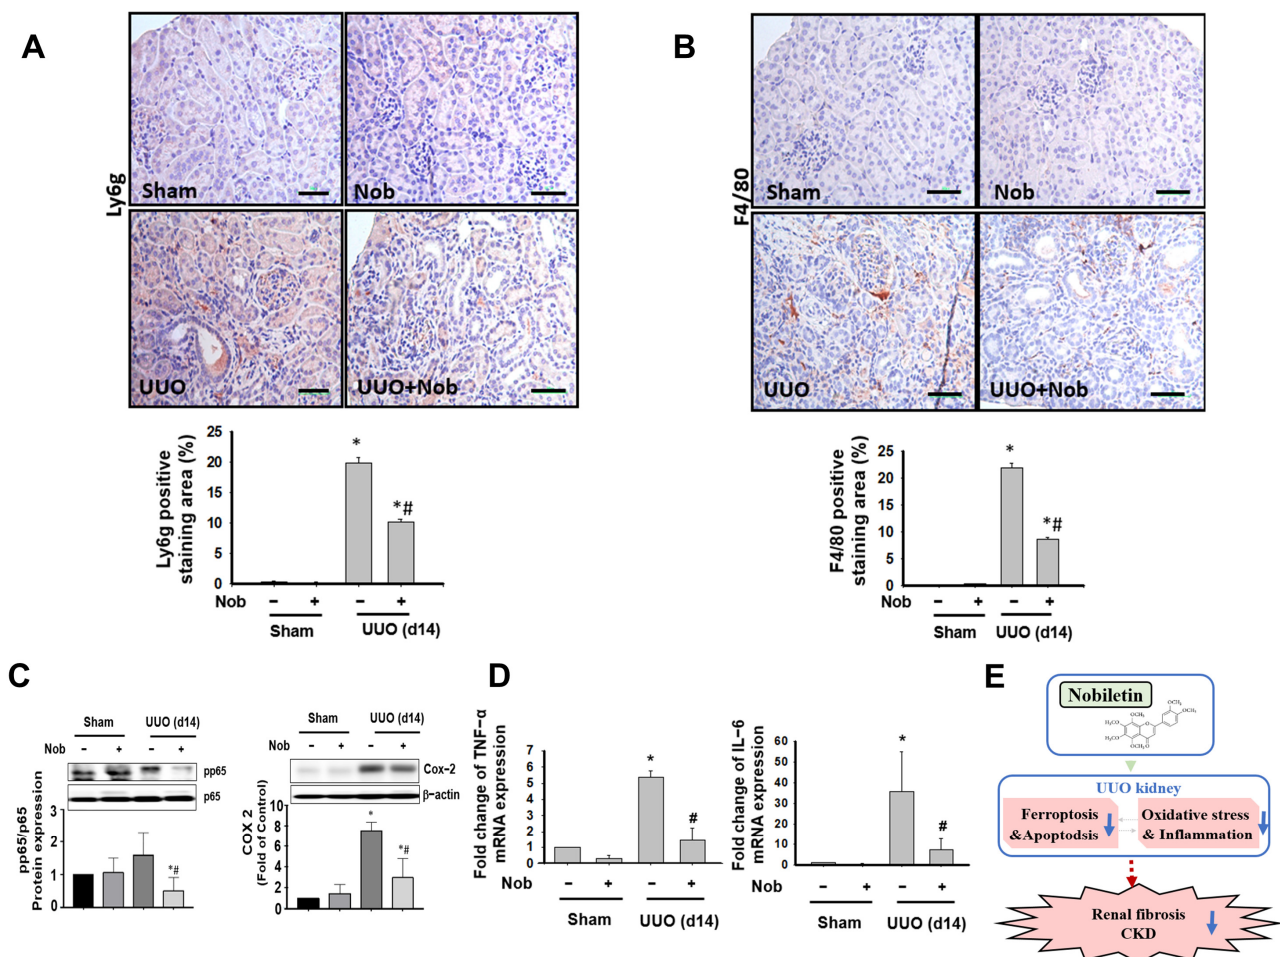 A
Ly6g
Sham
Nob
UUO
UUO+Nob
Ly6g positive
staining area (%)
25
20
15
10
5
0
*
*#
Nob
− + − +
Sham
UUO (d14)
B
F4/80
Sham
Nob
UUO
UUO+Nob
F4/80 positive
staining area (%)
25
20
15
10
5
0
*
*#
Nob
− + − +
Sham
UUO (d14)
C
Sham
UUO (d14)
Nob
- + - +
pp65
p65
pp65/p65
Protein expression
3
2
1
0
*#
Sham
UUO (d14)
Nob
- + - +
Cox-2
β-actin
COX 2
(Fold of Control)
10
8
6
4
2
0
*
*#
D
Fold change of TNF-α
mRNA expression
7
6
5
4
3
2
1
0
*
#
Nob
− + − +
Sham
UUO (d14)
Fold change of IL-6
mRNA expression
60
50
40
30
20
10
0
*
#
Nob
− + − +
Sham
UUO (d14)
E
Nobiletin
OCH₃
OCH₃
OCH₃
H₃CO
H₃CO
OCH₃
O
O
UUO kidney
Ferroptosis
&Apoptodsis
Oxidative stress
& Inflammation
Renal fibrosis
CKD